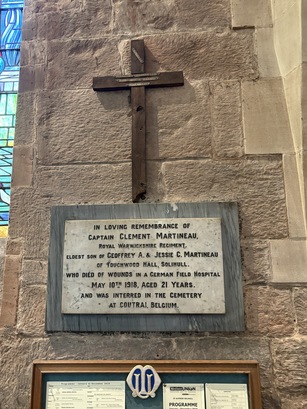 IN LOVING REMEMBRANCE OF
CAPTAIN CLEMENT MARTINEAU,
ROYAL WARWICKSHIRE REGIMENT,
ELDEST SON OF GEOFFREY A. & JESSIE C. MARTINEAU
OF TOUCHWOOD HALL, SOLIHULL.
WHO DIED OF WOUNDS IN A GERMAN FIELD HOSPITAL
MAY 10TH 1918, AGED 21 YEARS.
AND WAS INTERRED IN THE CEMETERY
AT COUTRAI, BELGIUM.
PROGRAMME